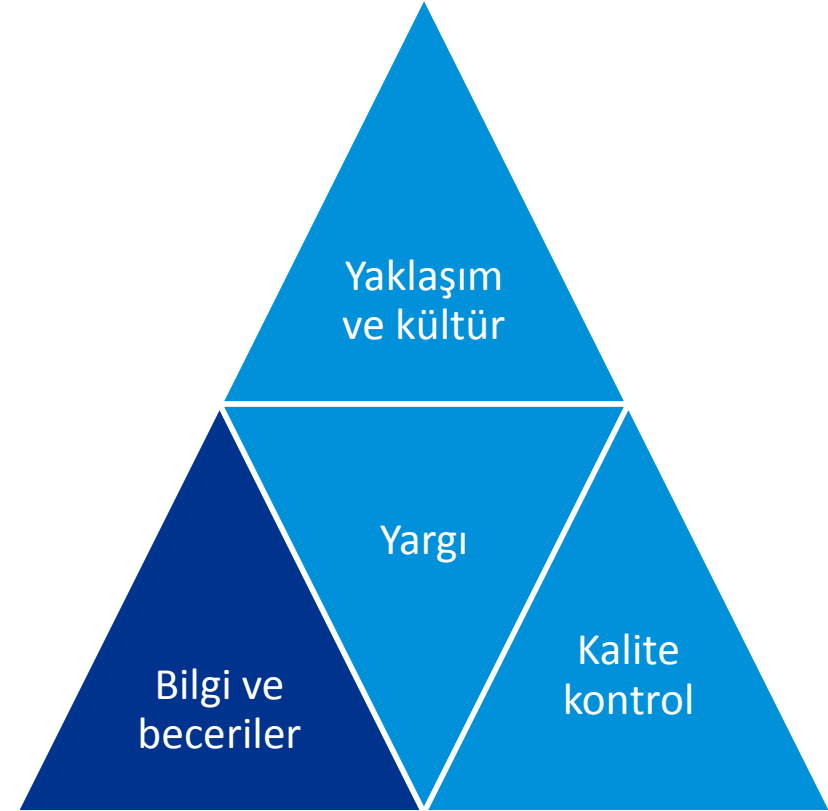 Yaklaşım
ve kültür
Yargı
Bilgi ve
beceriler
Kalite
kontrol